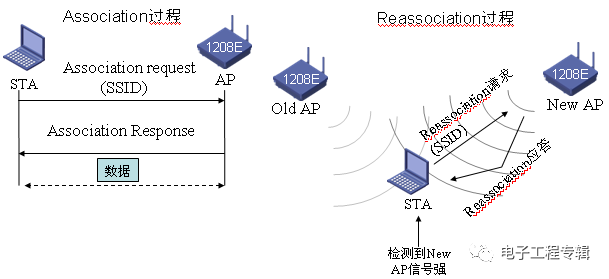 Association过程
STA
1208E
AP
Association request
(SSID)
Association Response
数据
Reassociation过程
1208E
Old AP
1208E
New AP
Reassociation请求
(SSID)
Reassociation应答
STA
检测到New
AP信号强
电子工程专辑